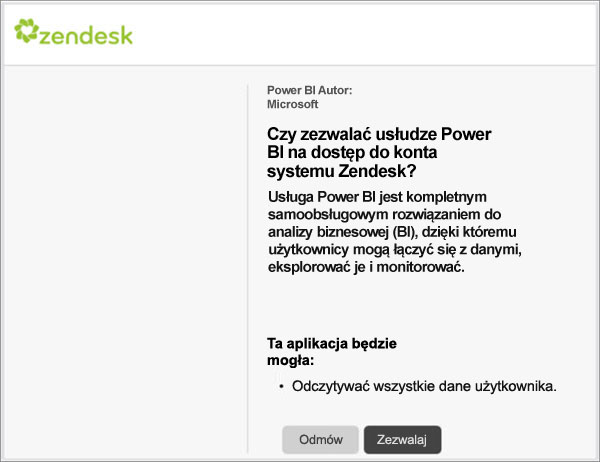 zendesk
Power BI Autor:
Microsoft
Czy zezwalać usłudze Power
BI na dostęp do konta
systemu Zendesk?
Usługa Power BI jest kompletnym
samoobsługowym rozwiązaniem do
analizy biznesowej (BI), dzięki któremu
użytkownicy mogą łączyć się z danymi,
eksplorować je i monitorować.
Ta aplikacja będzie
mogła:
• Odczytywać wszystkie dane użytkownika.
Odmów Zezwalaj